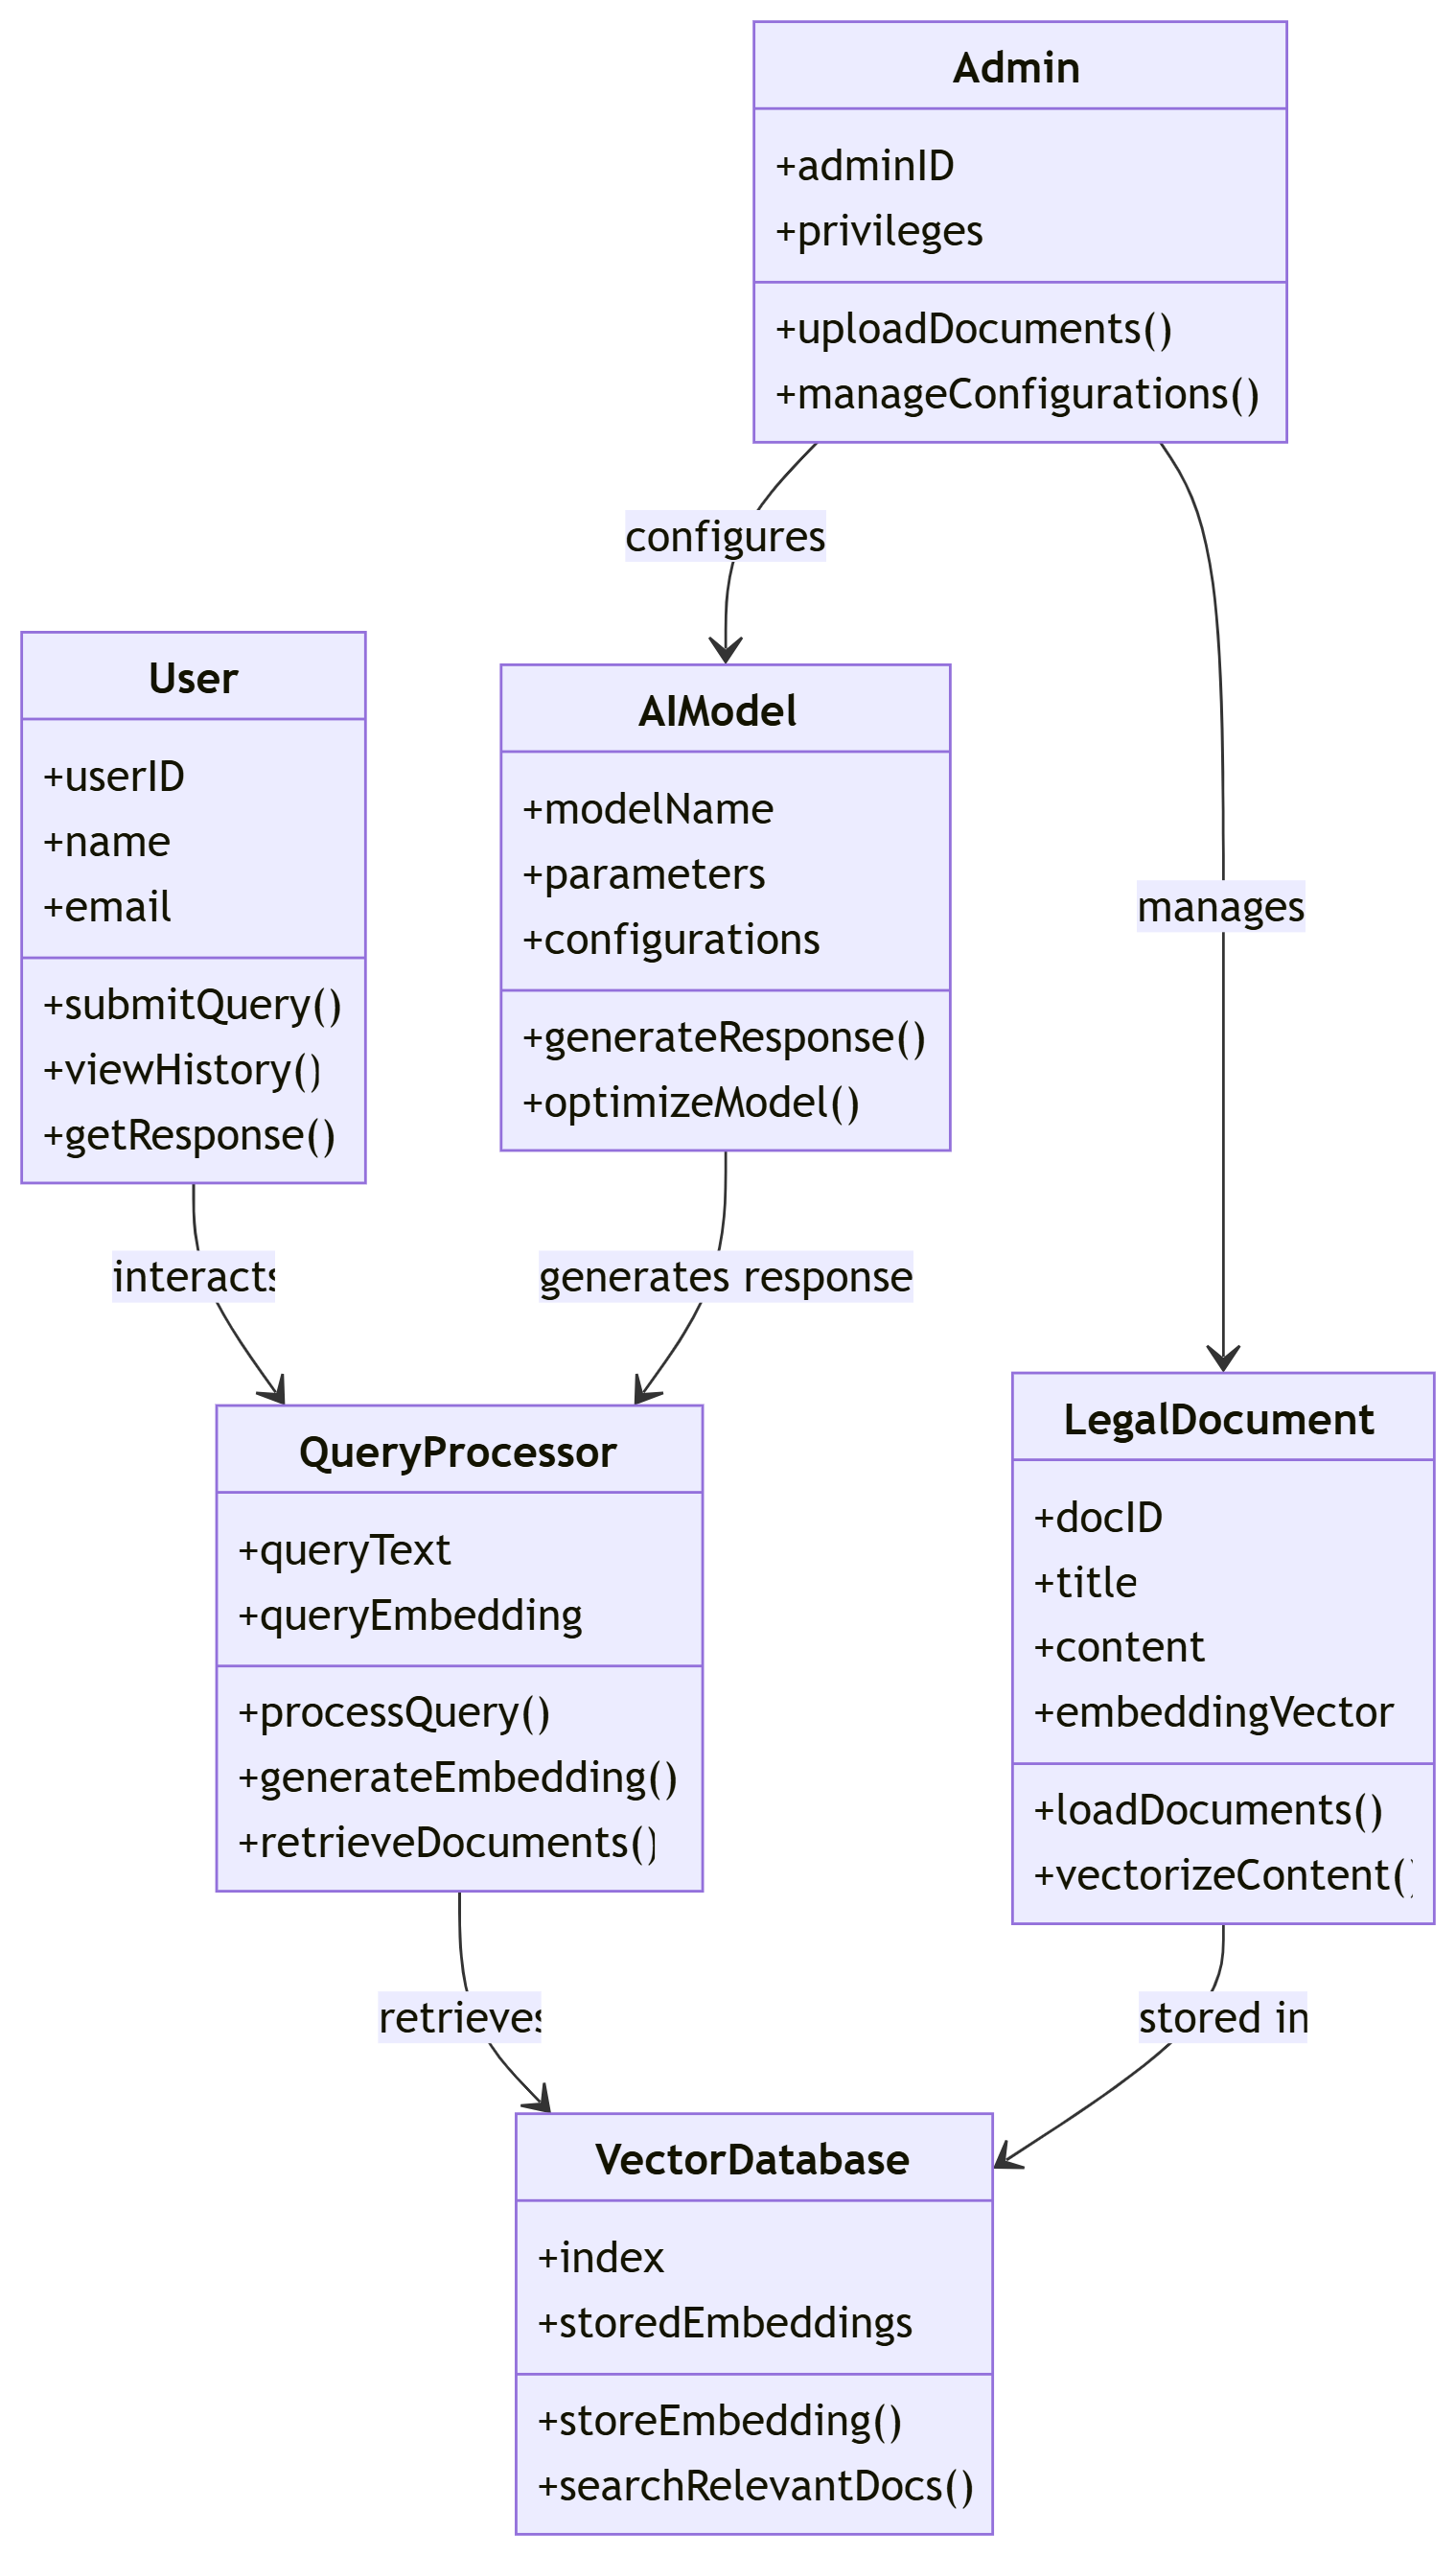 Admin
+adminID
+privileges
+uploadDocuments()
+manageConfigurations()
configures
manages
User
+userID
+name
+email
+submitQuery()
+viewHistory()
+getResponse()
AIModel
+modelName
+parameters
+configurations
+generateResponse()
+optimizeModel()
interacts
generates response
QueryProcessor
+queryText
+queryEmbedding
+processQuery()
+generateEmbedding()
+retrieveDocuments()
LegalDocument
+docID
+title
+content
+embeddingVector
+loadDocuments()
+vectorizeContent()
retrieves
stored in
VectorDatabase
+index
+storedEmbeddings
+storeEmbedding()
+searchRelevantDocs()